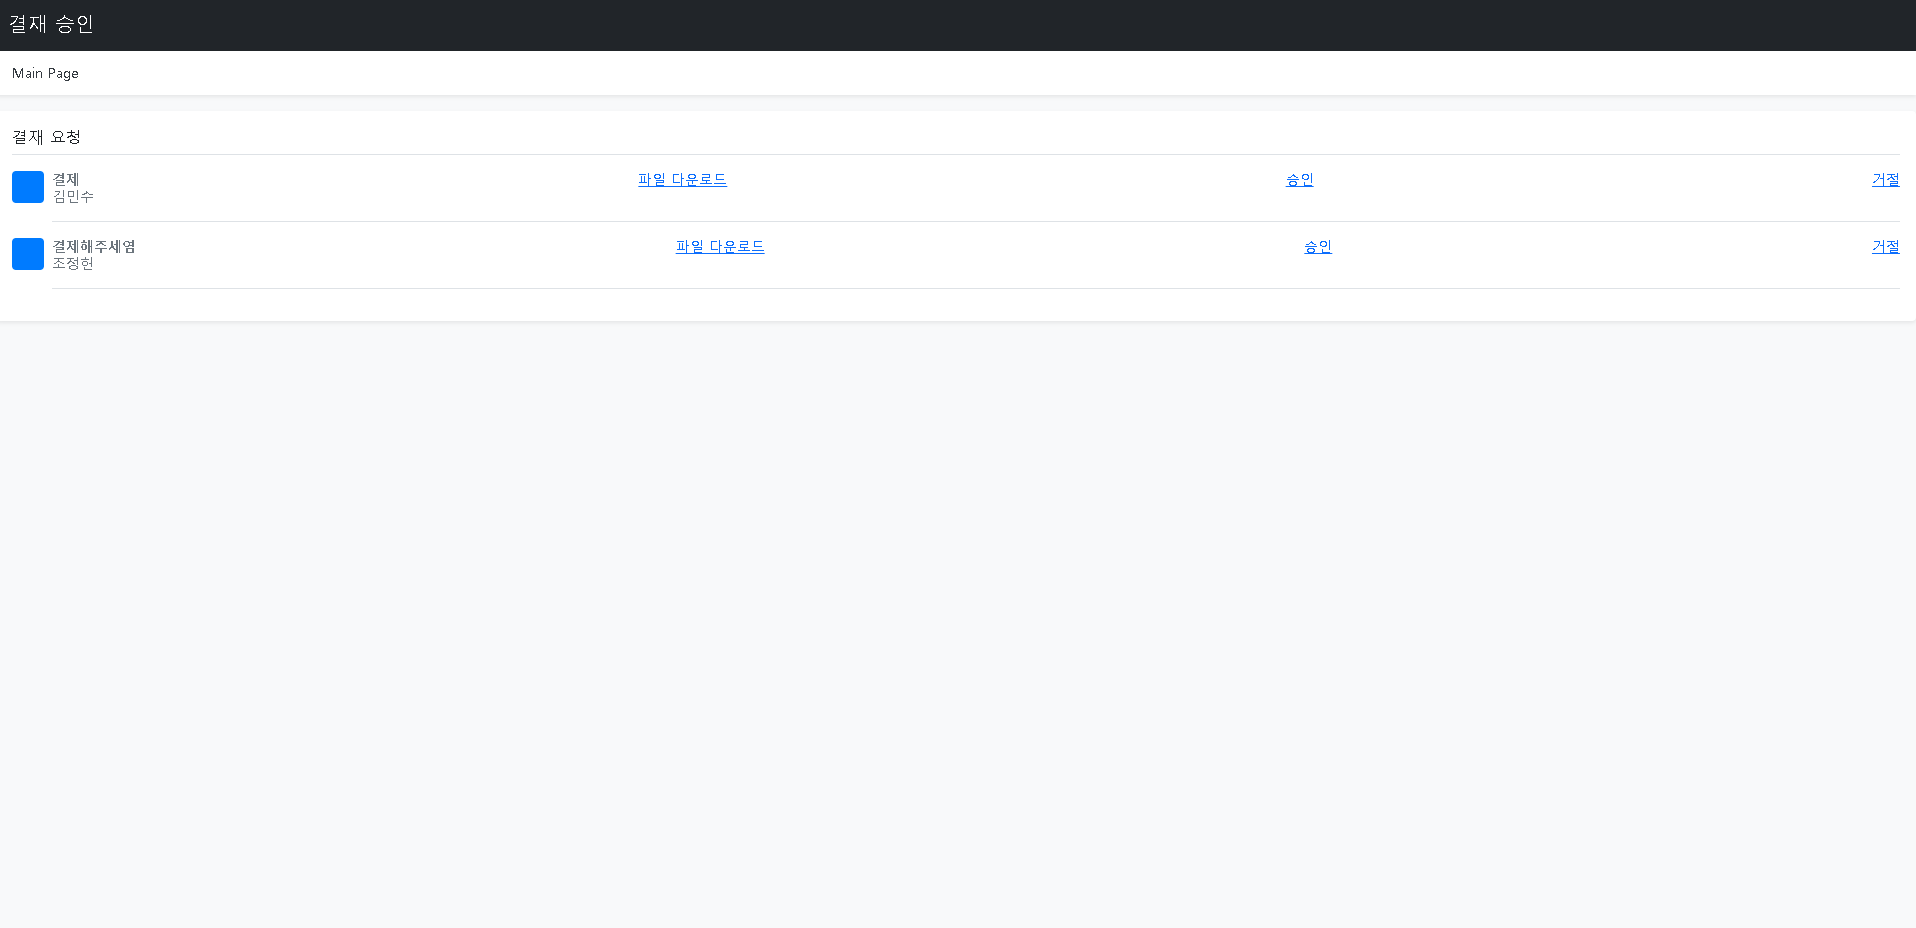 결재 승인
Main Page
결재 요청
결제 파일 다운로드 승인 거절
김민수
결제해주세염 파일 다운로드 승인 거절
조정헌